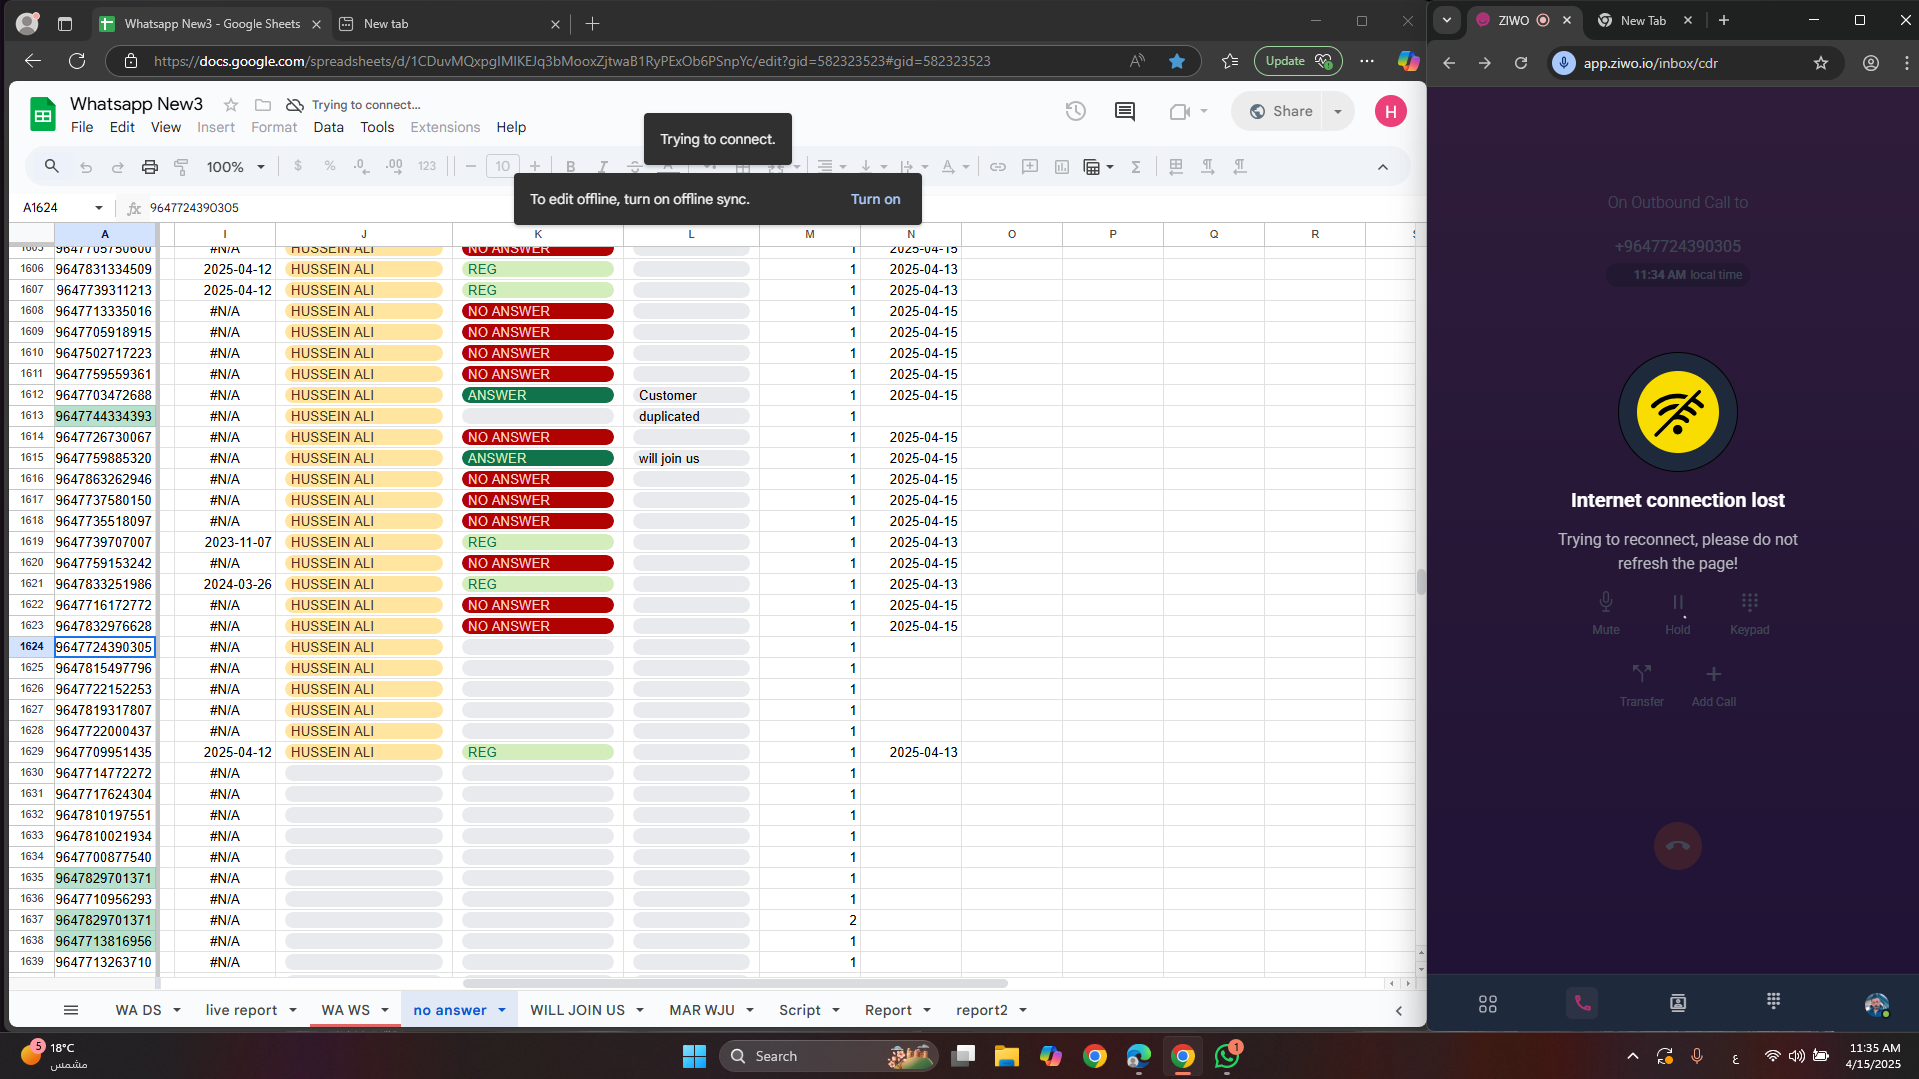 Whatsapp New3 - Google Sheets
New tab
https://docs.google.com/spreadsheets/d/1CDuvMQxpgIMlKEJq3bMooxZjtwaB1RyPExOb6PSnpYc/edit?gid=582323523#gid=582323523
Update
Whatsapp New3
Trying to connect...
File Edit View Insert Format Data Tools Extensions Help
Share
H
Trying to connect.
100% $ % .0 .00 123 10
To edit offline, turn on offline sync. Turn on
A1624 fx 9647724390305
A I J K L M N O P Q R
1605 9647705750600 #N/A HUSSEIN ALI NO ANSWER 1 2025-04-15
1606 9647831334509 2025-04-12 HUSSEIN ALI REG 1 2025-04-13
1607 9647739311213 2025-04-12 HUSSEIN ALI REG 1 2025-04-13
1608 9647713335016 #N/A HUSSEIN ALI NO ANSWER 1 2025-04-15
1609 9647705918915 #N/A HUSSEIN ALI NO ANSWER 1 2025-04-15
1610 9647502717223 #N/A HUSSEIN ALI NO ANSWER 1 2025-04-15
1611 9647759559361 #N/A HUSSEIN ALI NO ANSWER 1 2025-04-15
1612 9647703472688 #N/A HUSSEIN ALI ANSWER Customer 1 2025-04-15
1613 9647744334393 #N/A HUSSEIN ALI duplicated 1
1614 9647726730067 #N/A HUSSEIN ALI NO ANSWER 1 2025-04-15
1615 9647759885320 #N/A HUSSEIN ALI ANSWER will join us 1 2025-04-15
1616 9647863262946 #N/A HUSSEIN ALI NO ANSWER 1 2025-04-15
1617 9647737580150 #N/A HUSSEIN ALI NO ANSWER 1 2025-04-15
1618 9647735518097 #N/A HUSSEIN ALI NO ANSWER 1 2025-04-15
1619 9647739707007 2023-11-07 HUSSEIN ALI REG 1 2025-04-13
1620 9647759153242 #N/A HUSSEIN ALI NO ANSWER 1 2025-04-15
1621 9647833251986 2024-03-26 HUSSEIN ALI REG 1 2025-04-13
1622 9647716172772 #N/A HUSSEIN ALI NO ANSWER 1 2025-04-15
1623 9647832976628 #N/A HUSSEIN ALI NO ANSWER 1 2025-04-15
1624 9647724390305 #N/A HUSSEIN ALI 1
1625 9647815497796 #N/A HUSSEIN ALI 1
1626 9647722152253 #N/A HUSSEIN ALI 1
1627 9647819317807 #N/A HUSSEIN ALI 1
1628 9647722000437 #N/A HUSSEIN ALI 1
1629 9647709951435 2025-04-12 HUSSEIN ALI REG 1 2025-04-13
1630 9647714772272 #N/A 1
1631 9647717624304 #N/A 1
1632 9647810197551 #N/A 1
1633 9647810021934 #N/A 1
1634 9647700877540 #N/A 1
1635 9647829701371 #N/A 1
1636 9647710956293 #N/A 1
1637 9647829701371 #N/A 2
1638 9647713816956 #N/A 1
1639 9647713263710 #N/A 1
WA DS live report WA WS no answer WILL JOIN US MAR WJU Script Report report2
ZIWO
New Tab
app.ziwo.io/inbox/cdr
On Outbound Call to
+9647724390305
11:34 AM local time
Internet connection lost
Trying to reconnect, please do not
refresh the page!
Mute Hold Keypad
Transfer Add Call
5
18°C
مشمس
Search
1
ع
11:35 AM
4/15/2025